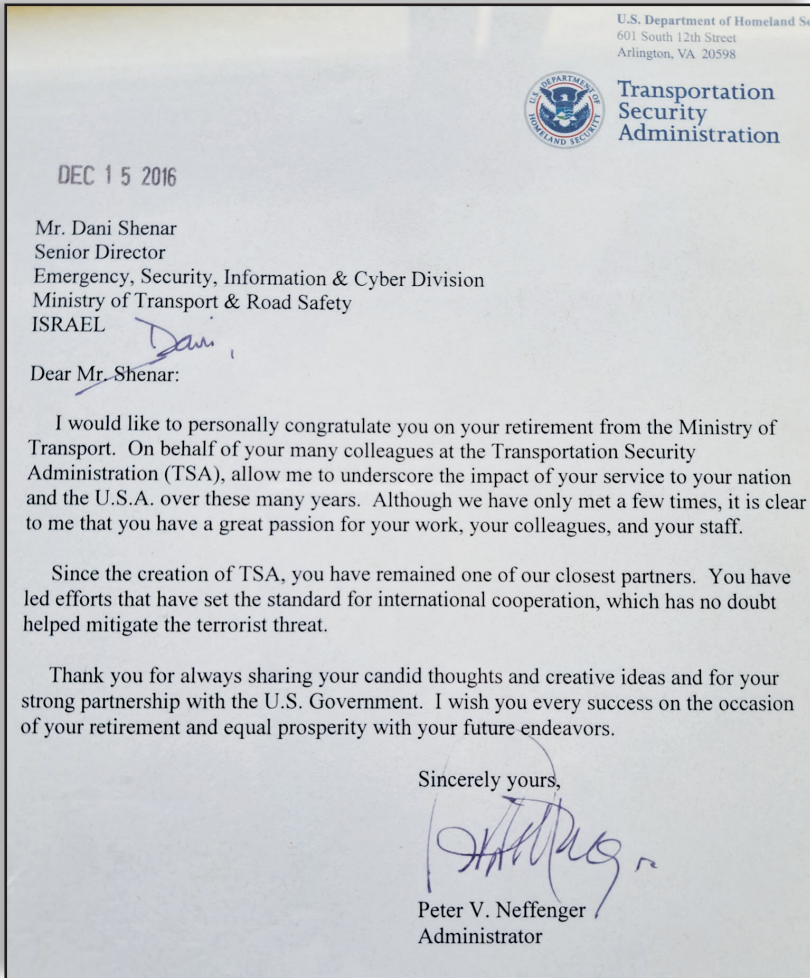 U.S. Department of Homeland Se
601 South 12th Street
Arlington, VA 20598
U.S. DEPARTMENT OF HOMELAND SECURITY
Transportation
Security
Administration
DEC 15 2016
Mr. Dani Shenar
Senior Director
Emergency, Security, Information & Cyber Division
Ministry of Transport & Road Safety
ISRAEL
Dani,
Dear Mr. Shenar:
I would like to personally congratulate you on your retirement from the Ministry of
Transport. On behalf of your many colleagues at the Transportation Security
Administration (TSA), allow me to underscore the impact of your service to your nation
and the U.S.A. over these many years. Although we have only met a few times, it is clear
to me that you have a great passion for your work, your colleagues, and your staff.
Since the creation of TSA, you have remained one of our closest partners. You have
led efforts that have set the standard for international cooperation, which has no doubt
helped mitigate the terrorist threat.
Thank you for always sharing your candid thoughts and creative ideas and for your
strong partnership with the U.S. Government. I wish you every success on the occasion
of your retirement and equal prosperity with your future endeavors.
Sincerely yours,
Peter V. Neffenger
Administrator